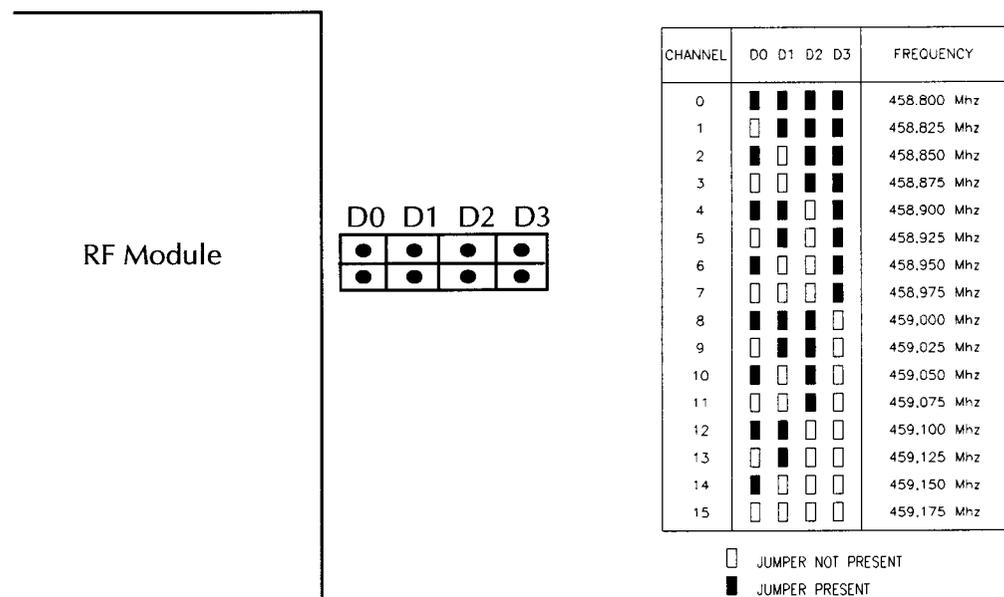 RF Module
D0 D1 D2 D3
CHANNEL D0 D1 D2 D3 FREQUENCY
0 458.800 Mhz
1 458.825 Mhz
2 458.850 Mhz
3 458.875 Mhz
4 458.900 Mhz
5 458.925 Mhz
6 458.950 Mhz
7 458.975 Mhz
8 459.000 Mhz
9 459.025 Mhz
10 459.050 Mhz
11 459.075 Mhz
12 459.100 Mhz
13 459.125 Mhz
14 459.150 Mhz
15 459.175 Mhz
JUMPER NOT PRESENT
JUMPER PRESENT